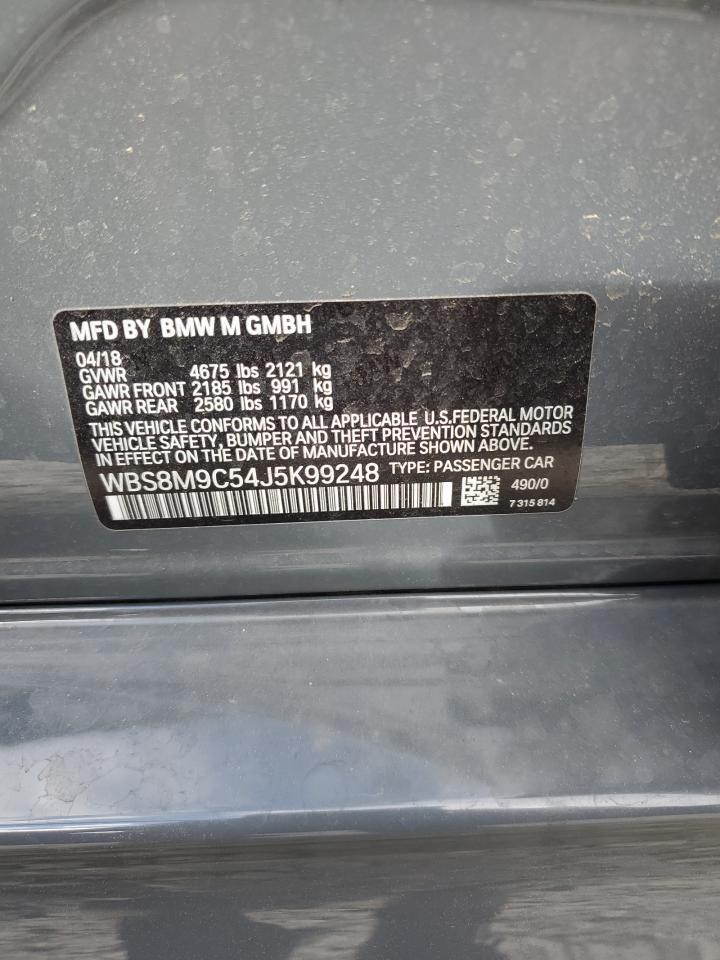 MFD BY BMW M GMBH
04/18
GVWR 4675 lbs 2121 kg
GAWR FRONT 2185 lbs 991 kg
GAWR REAR 2580 lbs 1170 kg
THIS VEHICLE CONFORMS TO ALL APPLICABLE U.S.FEDERAL MOTOR
VEHICLE SAFETY, BUMPER AND THEFT PREVENTION STANDARDS
IN EFFECT ON THE DATE OF MANUFACTURE SHOWN ABOVE.
WBS8M9C54J5K99248 TYPE: PASSENGER CAR
490/0
7 315 814